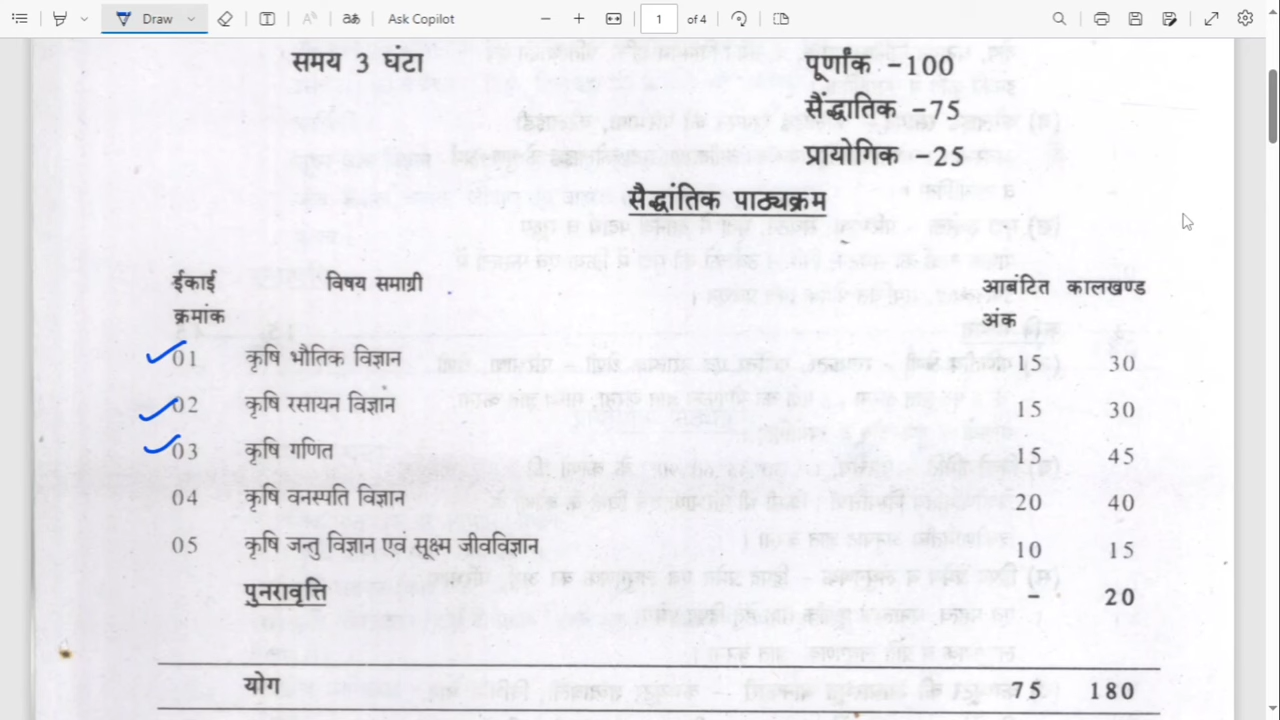 Draw
Ask Copilot
1 of 4
समय 3 घंटा
पूर्णांक -100
सैंद्धातिक -75
प्रायोगिक -25
सैद्धांतिक पाठ्यक्रम
ईकाई विषय समाग्री आबंटित कालखण्ड
क्रमांक अंक
01 कृषि भौतिक विज्ञान 15 30
02 कृषि रसायन विज्ञान 15 30
03 कृषि गणित 15 45
04 कृषि वनस्पति विज्ञान 20 40
05 कृषि जन्तु विज्ञान एवं सूक्ष्म जीवविज्ञान 10 15
पुनरावृत्ति - 20
योग 75 180